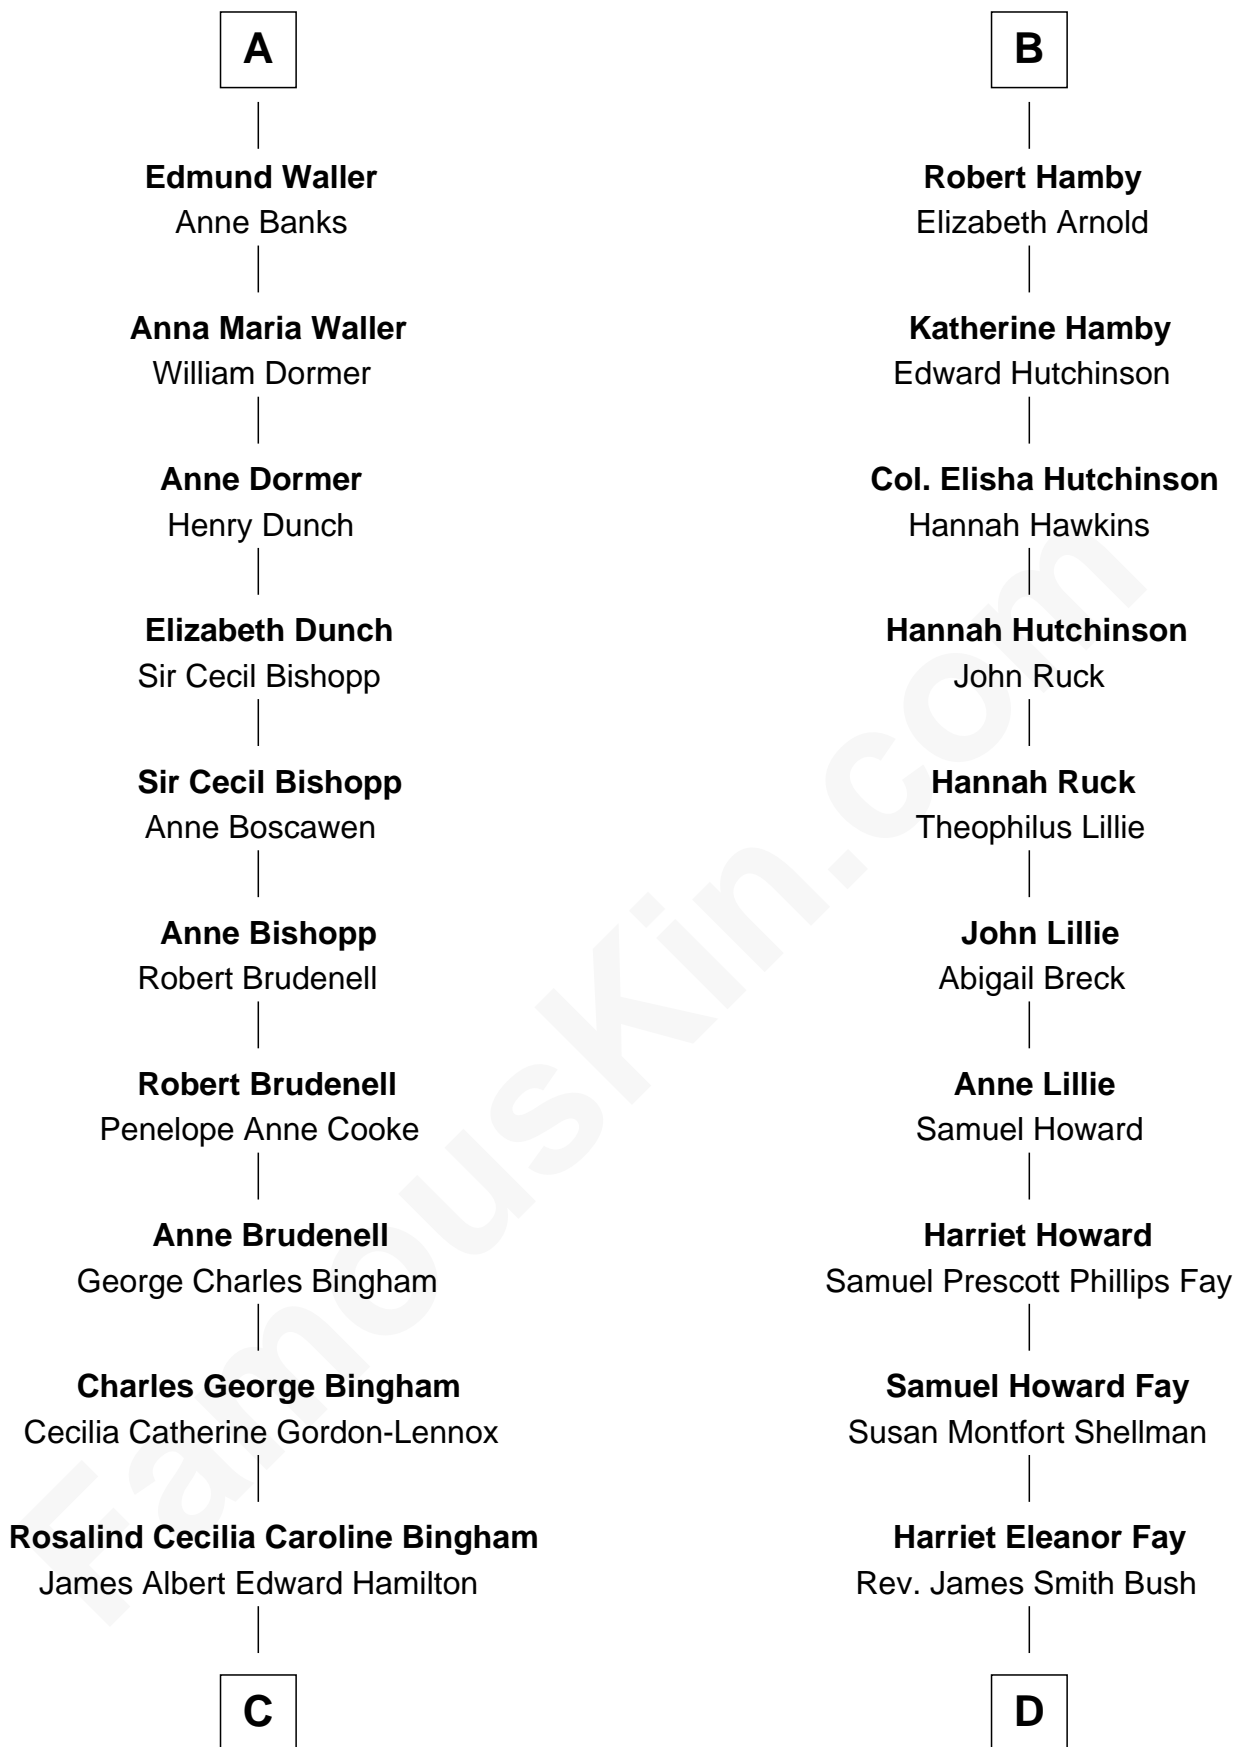 A
Edmund Waller
Anne Banks
Anna Maria Waller
William Dormer
Anne Dormer
Henry Dunch
Elizabeth Dunch
Sir Cecil Bishopp
Sir Cecil Bishopp
Anne Boscawen
Anne Bishopp
Robert Brudenell
Robert Brudenell
Penelope Anne Cooke
Anne Brudenell
George Charles Bingham
Charles George Bingham
Cecilia Catherine Gordon-Lennox
Rosalind Cecilia Caroline Bingham
James Albert Edward Hamilton
C
B
Robert Hamby
Elizabeth Arnold
Katherine Hamby
Edward Hutchinson
Col. Elisha Hutchinson
Hannah Hawkins
Hannah Hutchinson
John Ruck
Hannah Ruck
Theophilus Lillie
John Lillie
Abigail Breck
Anne Lillie
Samuel Howard
Harriet Howard
Samuel Prescott Phillips Fay
Samuel Howard Fay
Susan Montfort Shellman
Harriet Eleanor Fay
Rev. James Smith Bush
D
FamousKin.com